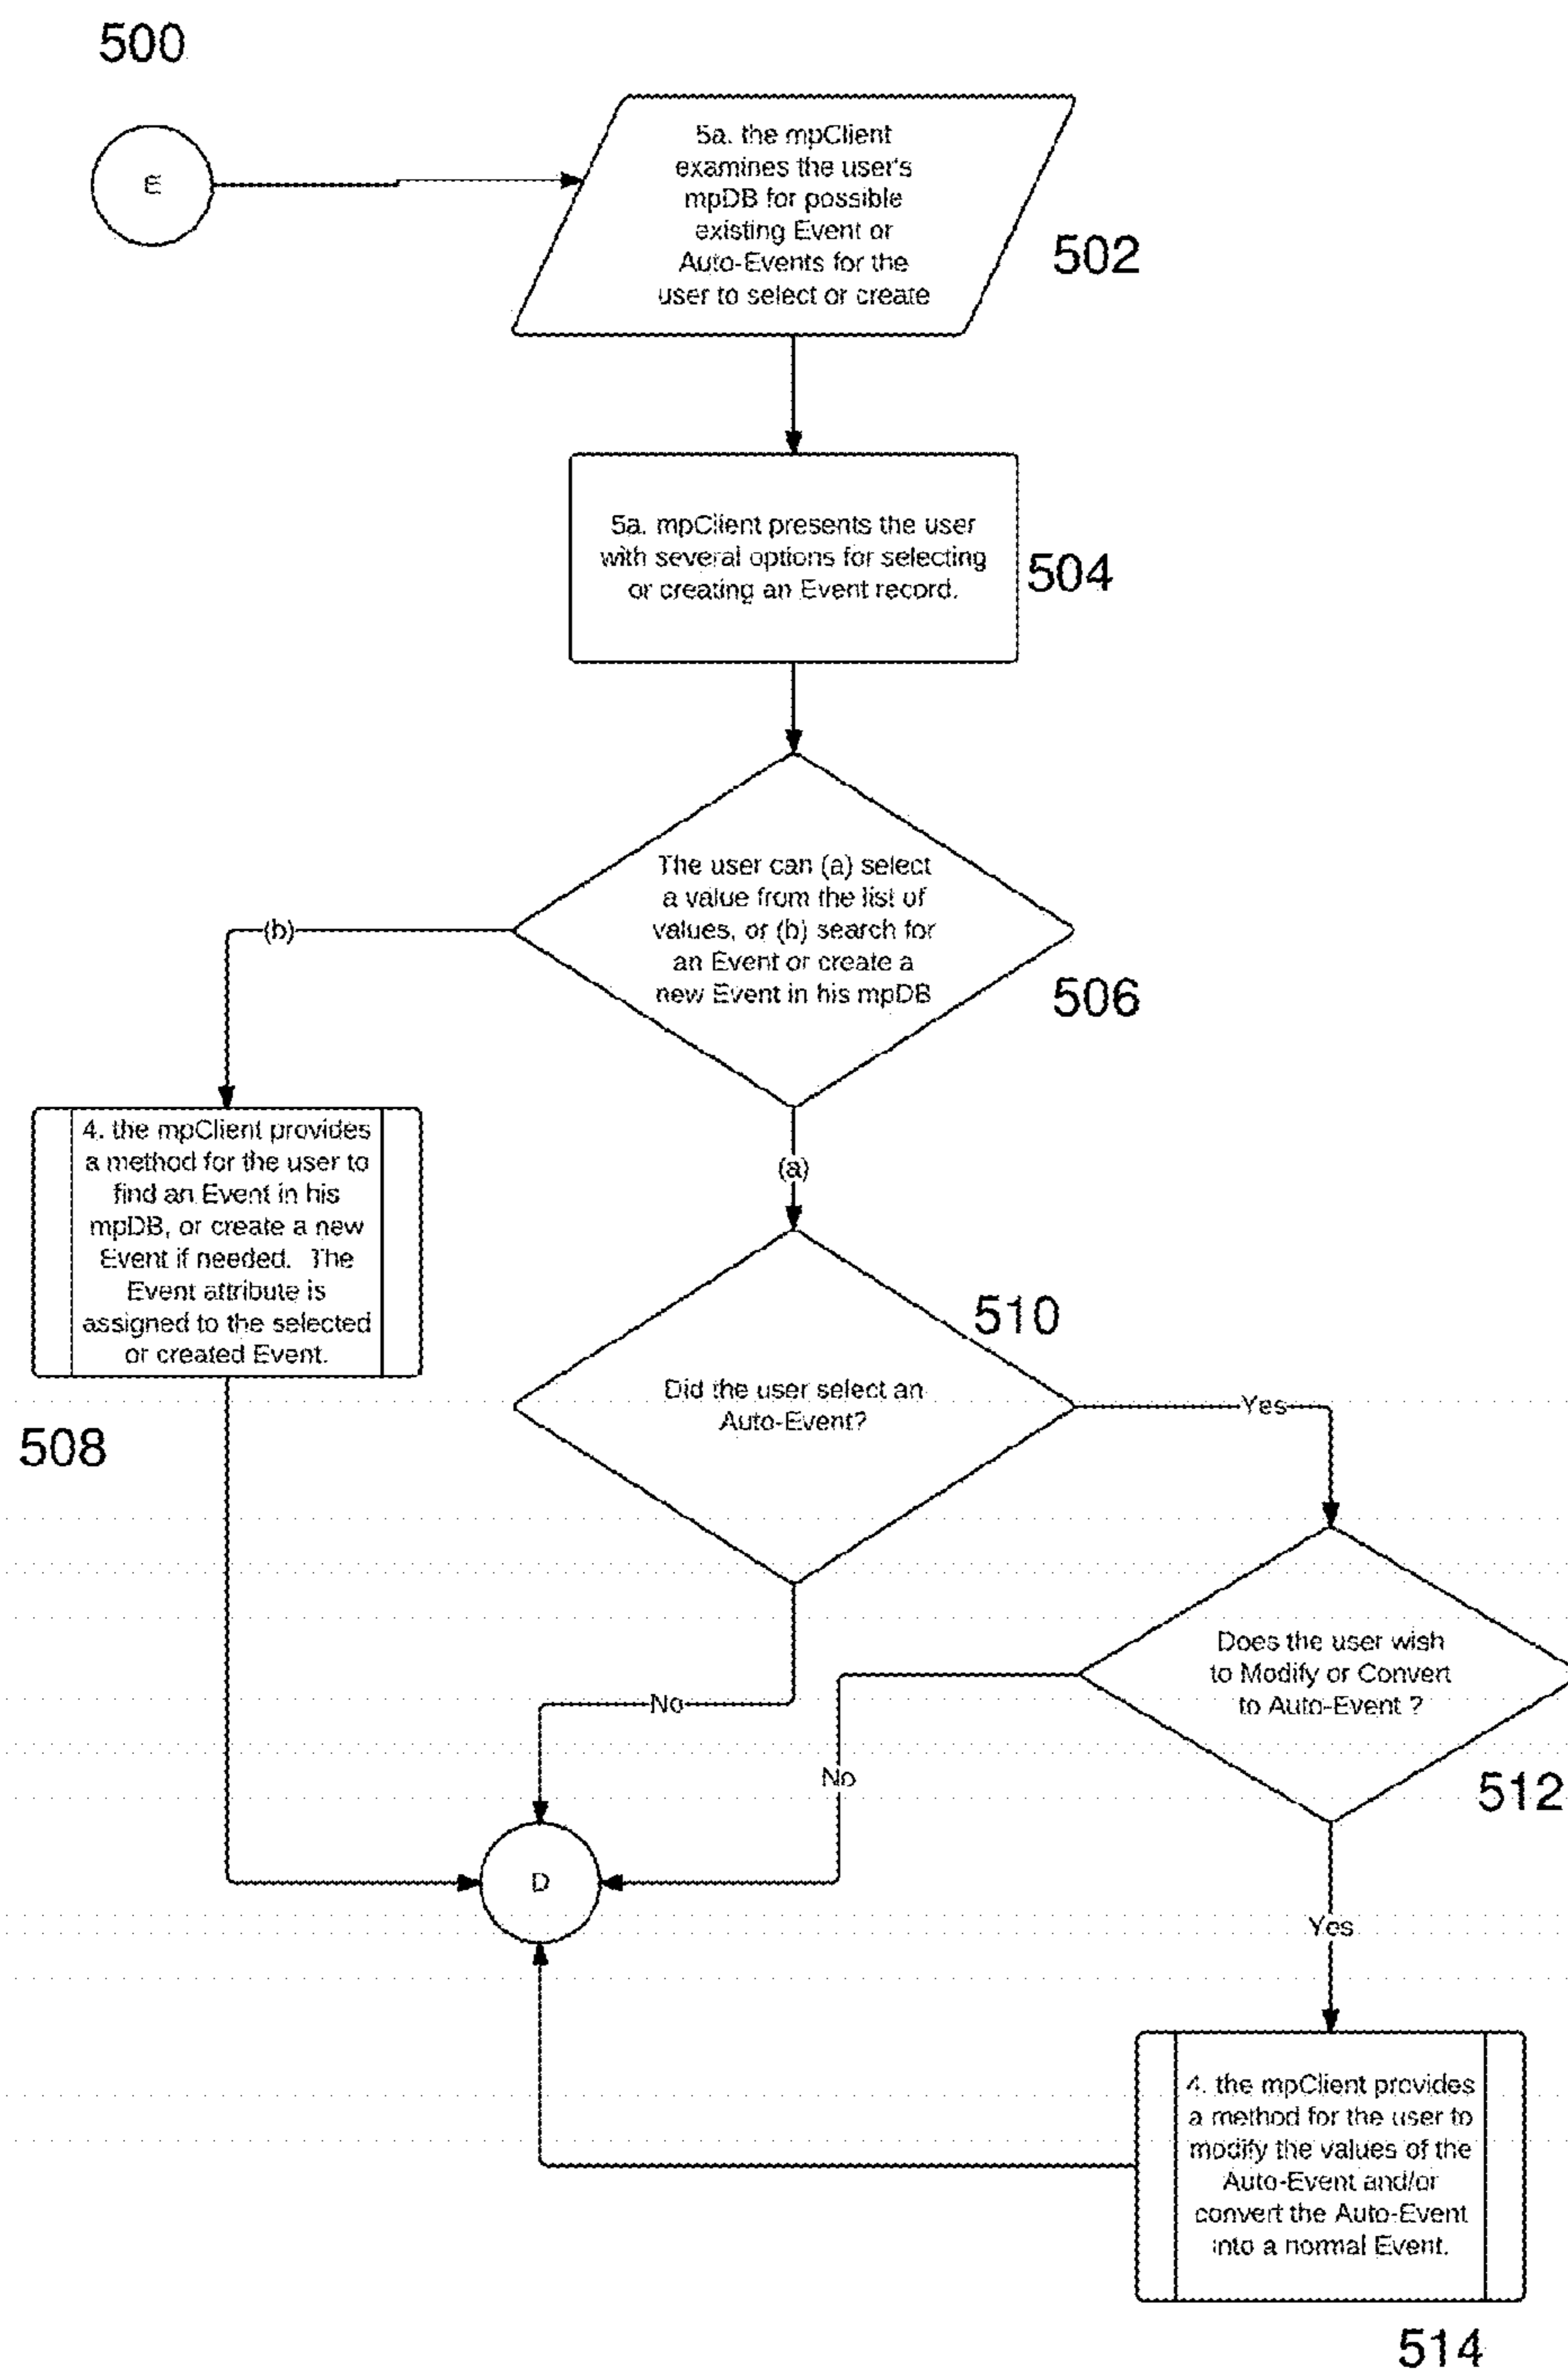 500
E
5a. the mpClient
examines the user's
mpDB for possible
existing Event or
Auto-Events for the
user to select or create
502
5a. mpClient presents the user
with several options for selecting
or creating an Event record.
504
The user can (a) select
a value from the list of
values, or (b) search for
an Event or create a
new Event in his mpDB
506
(b)
(a)
4. the mpClient provides
a method for the user to
find an Event in his
mpDB, or create a new
Event if needed. The
Event attribute is
assigned to the selected
or created Event.
508
510
Did the user select an
Auto-Event?
Yes
No
Does the user wish
to Modify or Convert
to Auto-Event ?
512
No
D
Yes
4. the mpClient provides
a method for the user to
modify the values of the
Auto-Event and/or
convert the Auto-Event
into a normal Event.
514